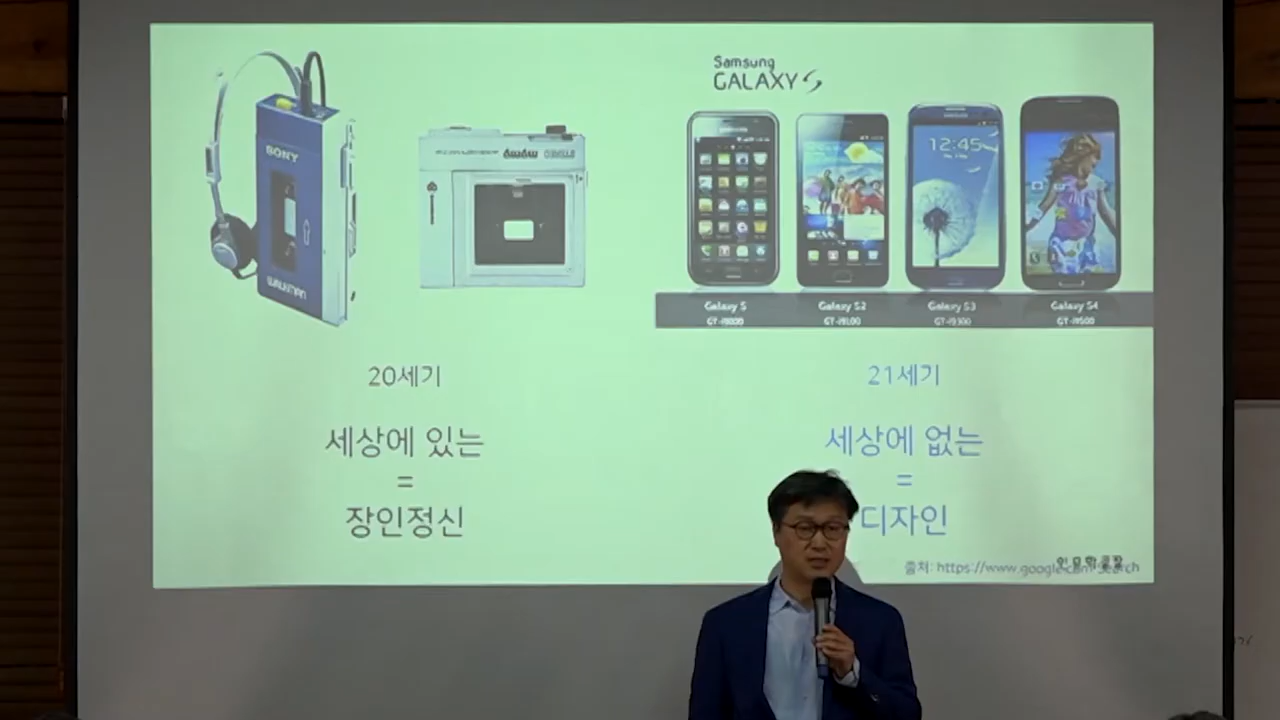 SONY
WALKMAN
Samsung
GALAXY S
12:45
Galaxy S
Galaxy S2
Galaxy S3
Galaxy S4
GT-I9000
GT-I9100
GT-I9300
GT-I9500
20세기
세상에 있는
=
장인정신
21세기
세상에 없는
=
디자인
출처: https://www.google.com search